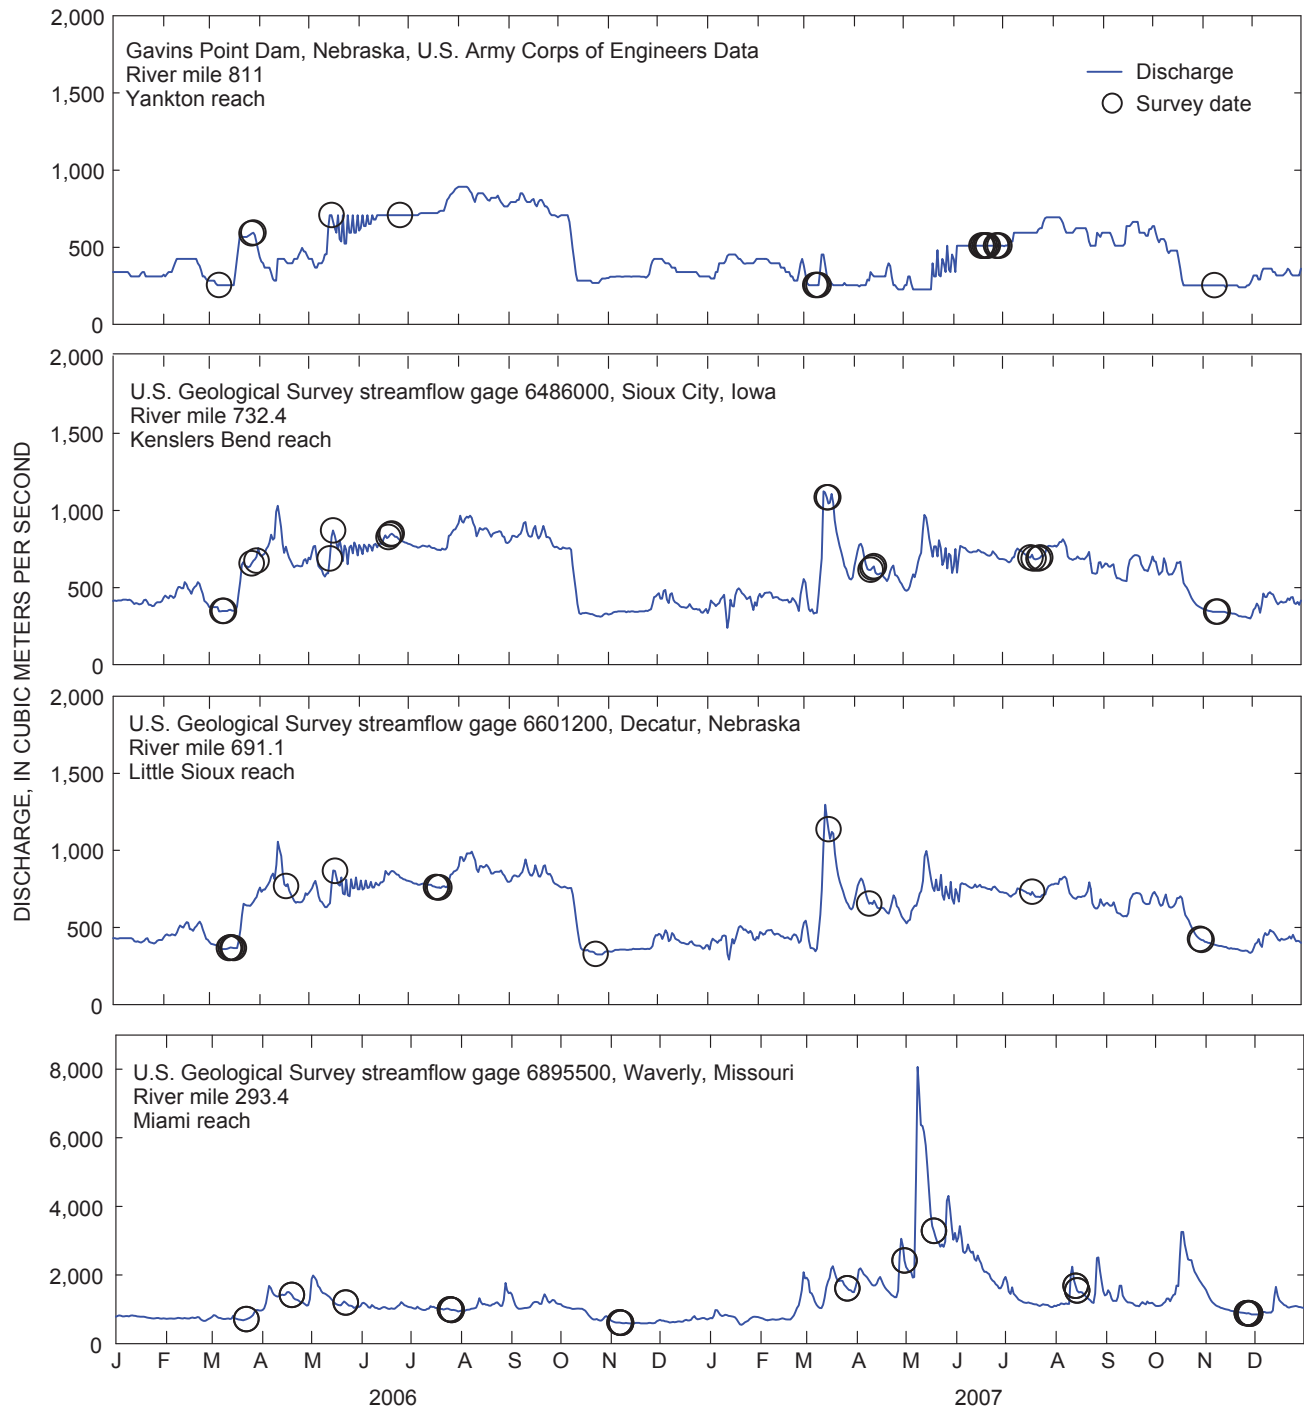 DISCHARGE, IN CUBIC METERS PER SECOND
2,000
1,500
1,000
500
0
Gavins Point Dam, Nebraska, U.S. Army Corps of Engineers Data
River mile 811
Yankton reach
Discharge
Survey date
2,000
1,500
1,000
500
0
U.S. Geological Survey streamflow gage 6486000, Sioux City, Iowa
River mile 732.4
Kenslers Bend reach
2,000
1,500
1,000
500
0
U.S. Geological Survey streamflow gage 6601200, Decatur, Nebraska
River mile 691.1
Little Sioux reach
8,000
6,000
4,000
2,000
0
U.S. Geological Survey streamflow gage 6895500, Waverly, Missouri
River mile 293.4
Miami reach
J F M A M J J A S O N D J F M A M J J A S O N D
2006 2007